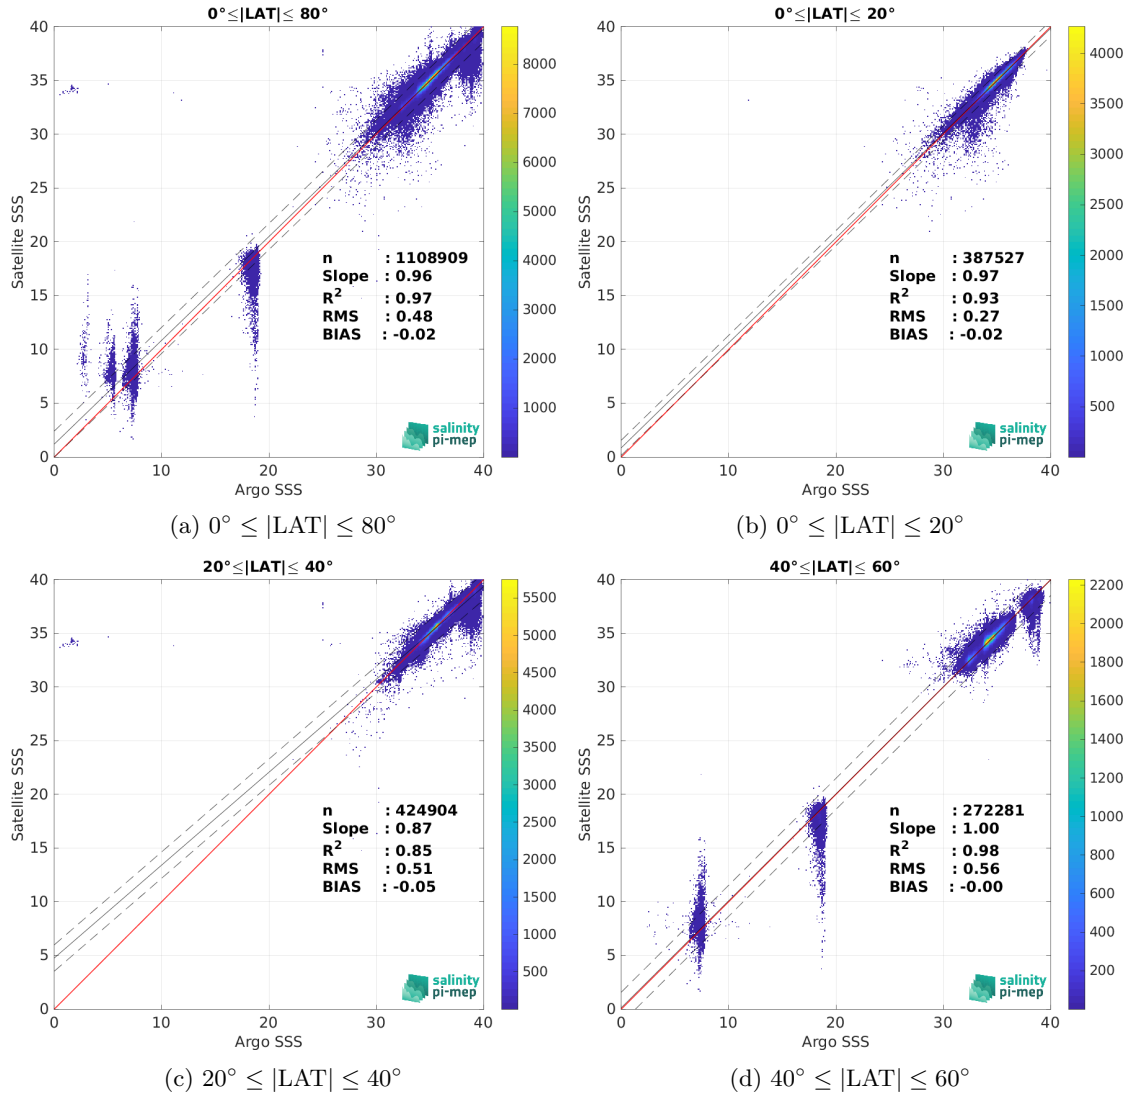 0°≤|LAT|≤ 80°
40
35
30
25
20
15
10
5
0
Satellite SSS
n : 1108909
Slope : 0.96
R² : 0.97
RMS : 0.48
BIAS : -0.02
salinity
pi-mep
0 10 20 30 40
Argo SSS
8000
7000
6000
5000
4000
3000
2000
1000
(a) 0° ≤ |LAT| ≤ 80°
0°≤|LAT|≤ 20°
40
35
30
25
20
15
10
5
0
Satellite SSS
n : 387527
Slope : 0.97
R² : 0.93
RMS : 0.27
BIAS : -0.02
salinity
pi-mep
0 10 20 30 40
Argo SSS
4000
3500
3000
2500
2000
1500
1000
500
(b) 0° ≤ |LAT| ≤ 20°
20°≤|LAT|≤ 40°
40
35
30
25
20
15
10
5
0
Satellite SSS
n : 424904
Slope : 0.87
R² : 0.85
RMS : 0.51
BIAS : -0.05
salinity
pi-mep
0 10 20 30 40
Argo SSS
5500
5000
4500
4000
3500
3000
2500
2000
1500
1000
500
(c) 20° ≤ |LAT| ≤ 40°
40°≤|LAT|≤ 60°
40
35
30
25
20
15
10
5
0
Satellite SSS
n : 272281
Slope : 1.00
R² : 0.98
RMS : 0.56
BIAS : -0.00
salinity
pi-mep
0 10 20 30 40
Argo SSS
2200
2000
1800
1600
1400
1200
1000
800
600
400
200
(d) 40° ≤ |LAT| ≤ 60°